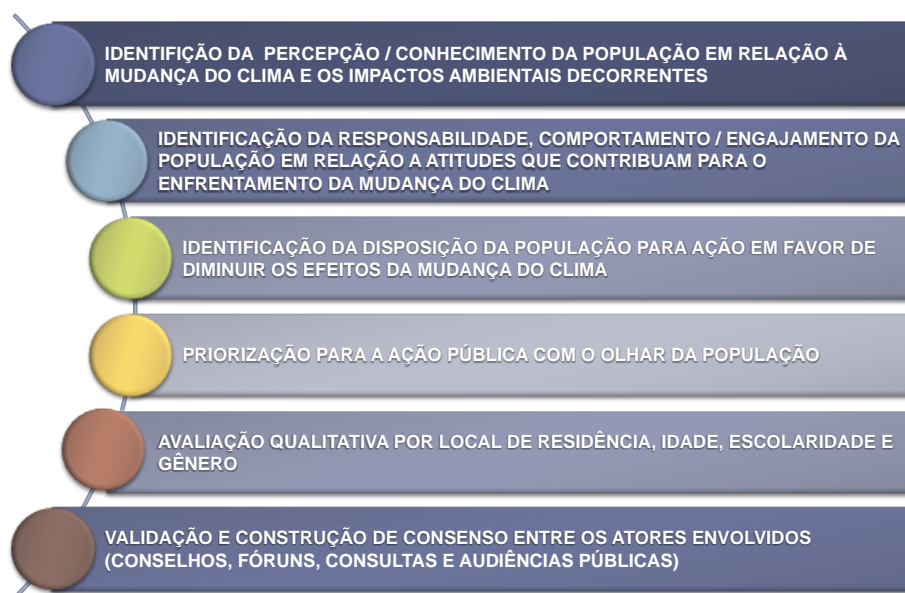 IDENTIFIÇÃO DA PERCEPÇÃO / CONHECIMENTO DA POPULAÇÃO EM RELAÇÃO À
MUDANÇA DO CLIMA E OS IMPACTOS AMBIENTAIS DECORRENTES
IDENTIFICAÇÃO DA RESPONSABILIDADE, COMPORTAMENTO / ENGAJAMENTO DA
POPULAÇÃO EM RELAÇÃO A ATITUDES QUE CONTRIBUAM PARA O
ENFRENTAMENTO DA MUDANÇA DO CLIMA
IDENTIFICAÇÃO DA DISPOSIÇÃO DA POPULAÇÃO PARA AÇÃO EM FAVOR DE
DIMINUIR OS EFEITOS DA MUDANÇA DO CLIMA
PRIORIZAÇÃO PARA A AÇÃO PÚBLICA COM O OLHAR DA POPULAÇÃO
AVALIAÇÃO QUALITATIVA POR LOCAL DE RESIDÊNCIA, IDADE, ESCOLARIDADE E
GÊNERO
VALIDAÇÃO E CONSTRUÇÃO DE CONSENSO ENTRE OS ATORES ENVOLVIDOS
(CONSELHOS, FÓRUNS, CONSULTAS E AUDIÊNCIAS PÚBLICAS)